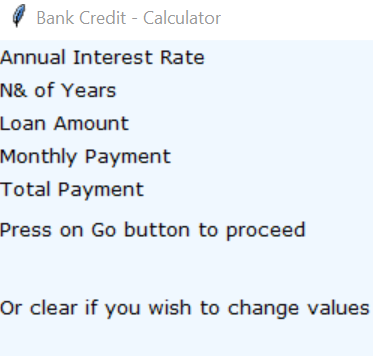 Bank Credit - Calculator
Annual Interest Rate
N& of Years
Loan Amount
Monthly Payment
Total Payment
Press on Go button to proceed
Or clear if you wish to change values